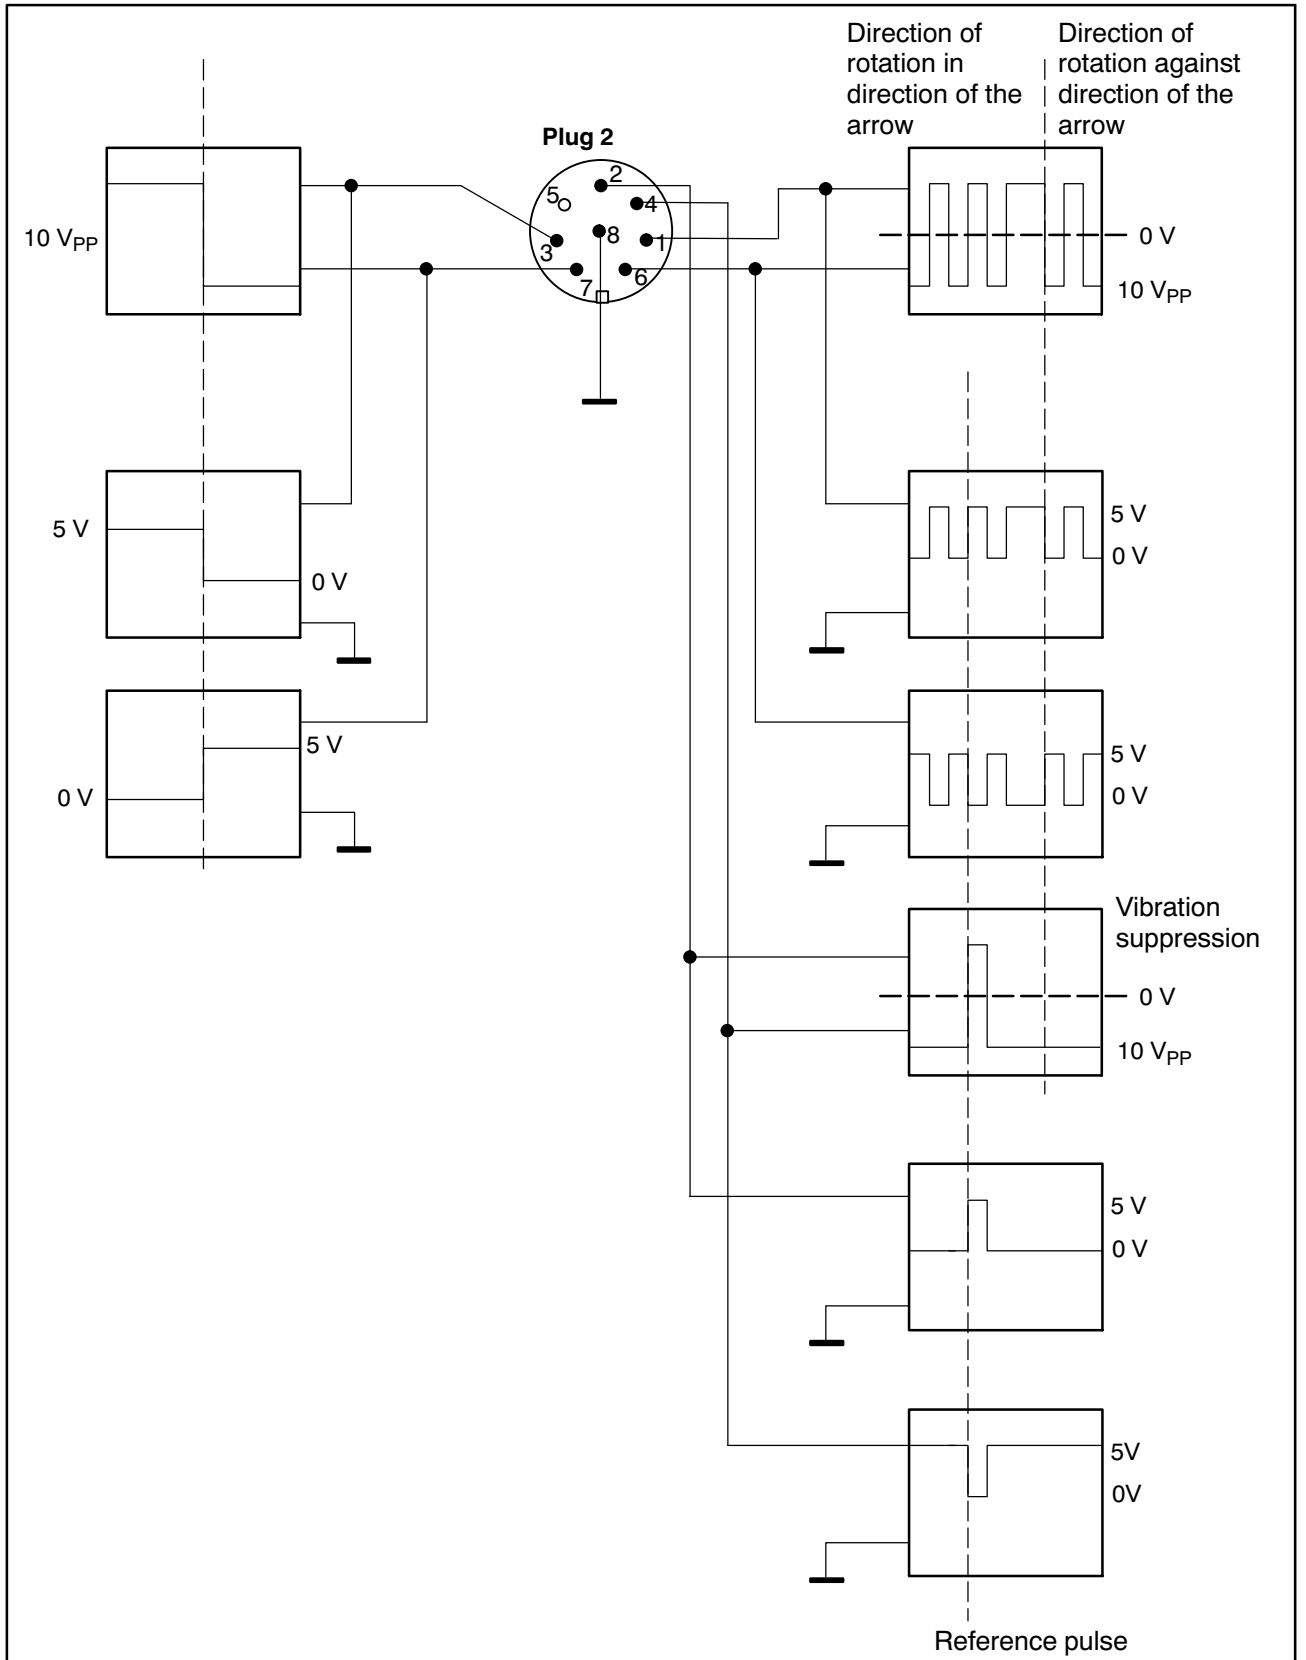 Direction of
rotation in
direction of the
arrow
Direction of
rotation against
direction of the
arrow
Plug 2
2
5
4
8
1
3
6
7
10 VPP
0 V
10 VPP
5 V
0 V
5 V
0 V
5 V
0 V
5 V
0 V
Vibration
suppression
0 V
10 VPP
5 V
0 V
5V
0V
Reference pulse